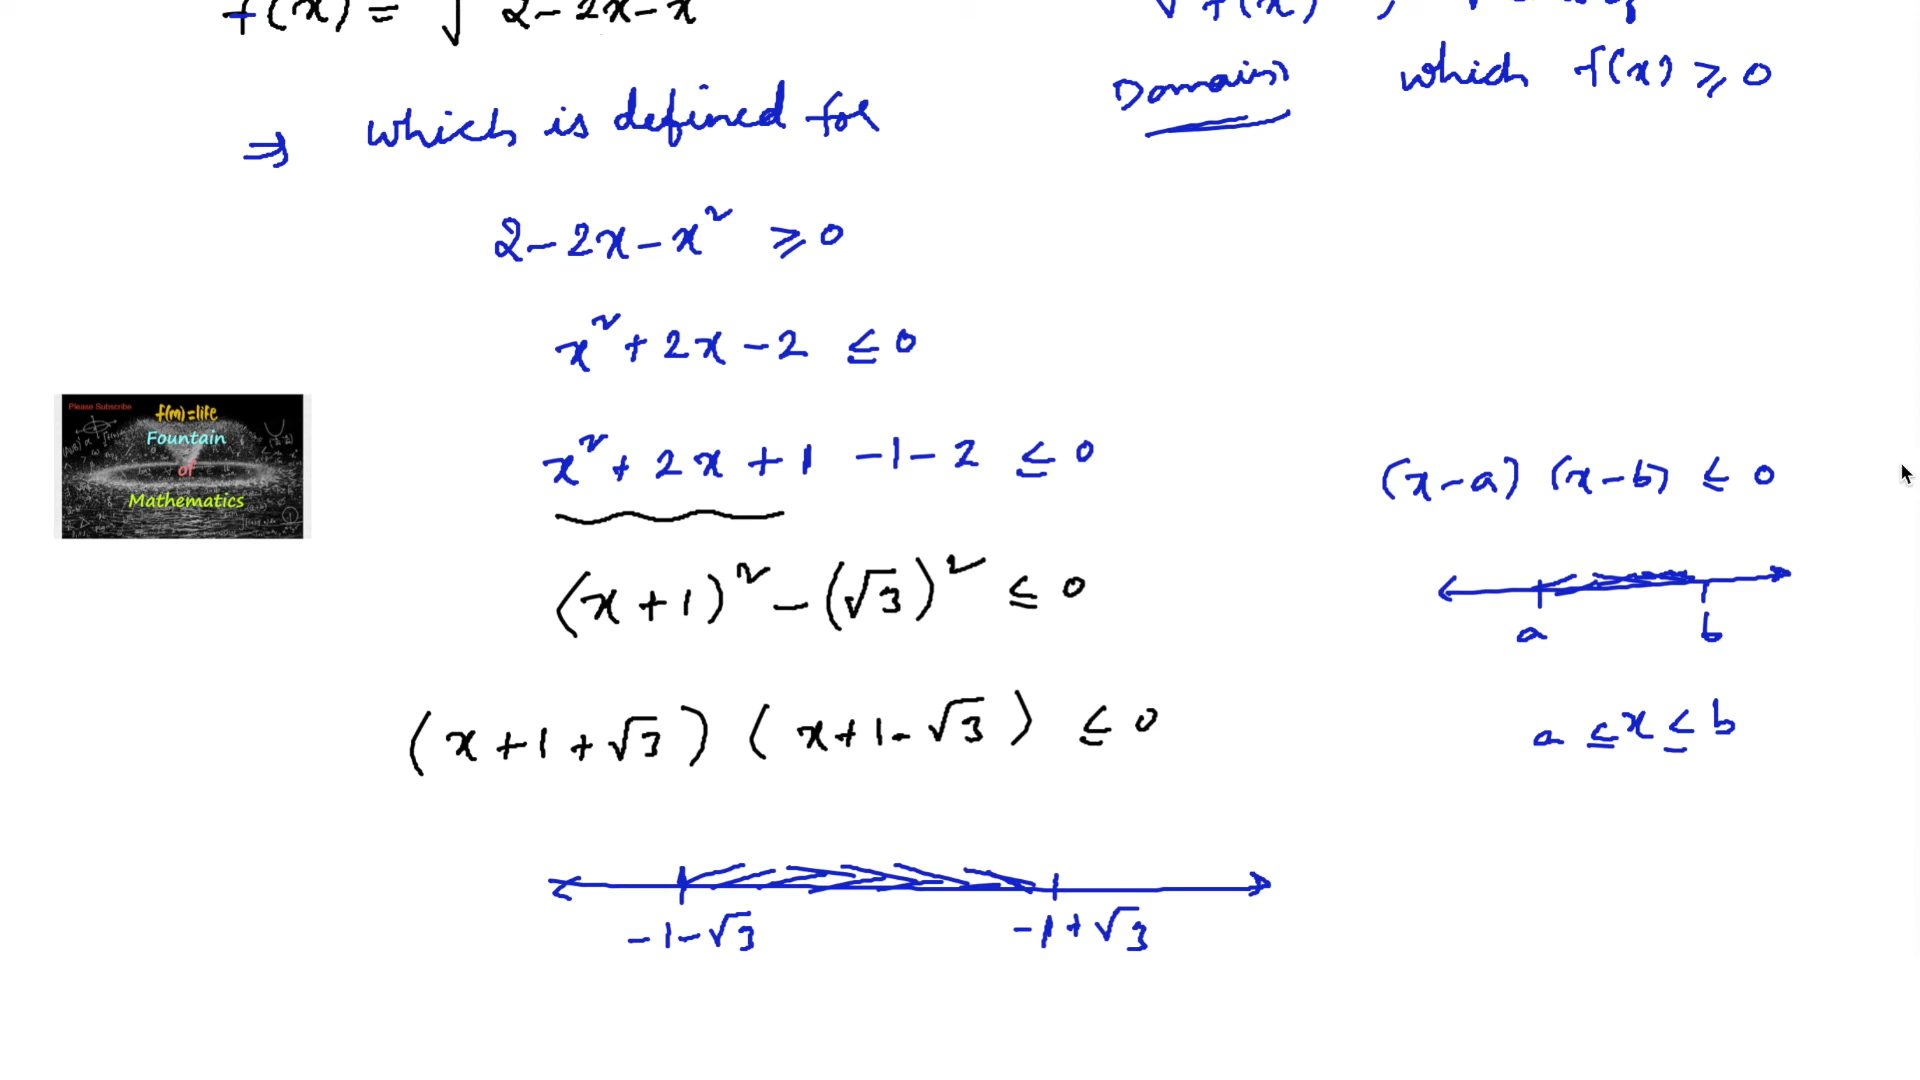 f(x) = √ 2-2x-x
√f(x) ,
Domain which f(x) ⩾ 0
⇒ which is defined for
2-2x-x² ⩾ 0
x² + 2x - 2 ≤ 0
x² + 2x + 1 -1-2 ≤ 0
(x+1)² - (√3)² ≤ 0
(x+1+√3) (x+1-√3) ≤ 0
-1-√3 -1+√3
(x-a) (x-b) ≤ 0
a b
a ≤ x ≤ b
Please Subscribe
f(m)=life
Fountain
of
Mathematics